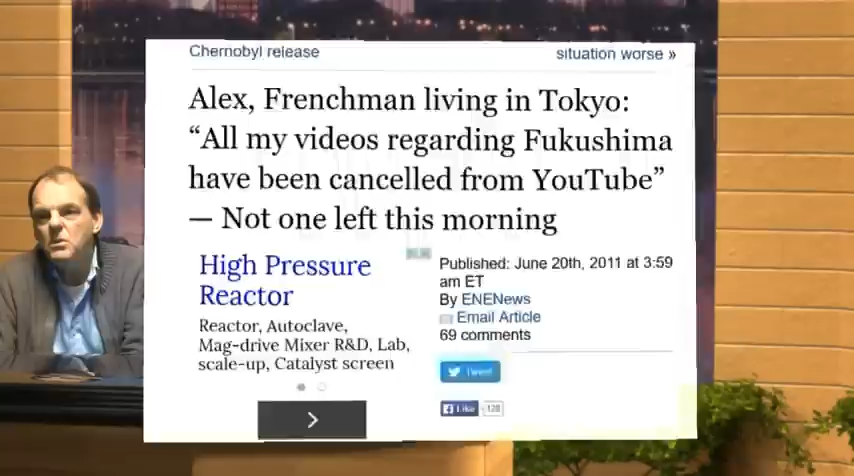 Chernobyl release
situation worse »
Alex, Frenchman living in Tokyo:
“All my videos regarding Fukushima
have been cancelled from YouTube”
— Not one left this morning
High Pressure
Reactor
Reactor, Autoclave,
Mag-drive Mixer R&D, Lab,
scale-up, Catalyst screen
Published: June 20th, 2011 at 3:59
am ET
By ENENews
Email Article
69 comments
Tweet
Like 128